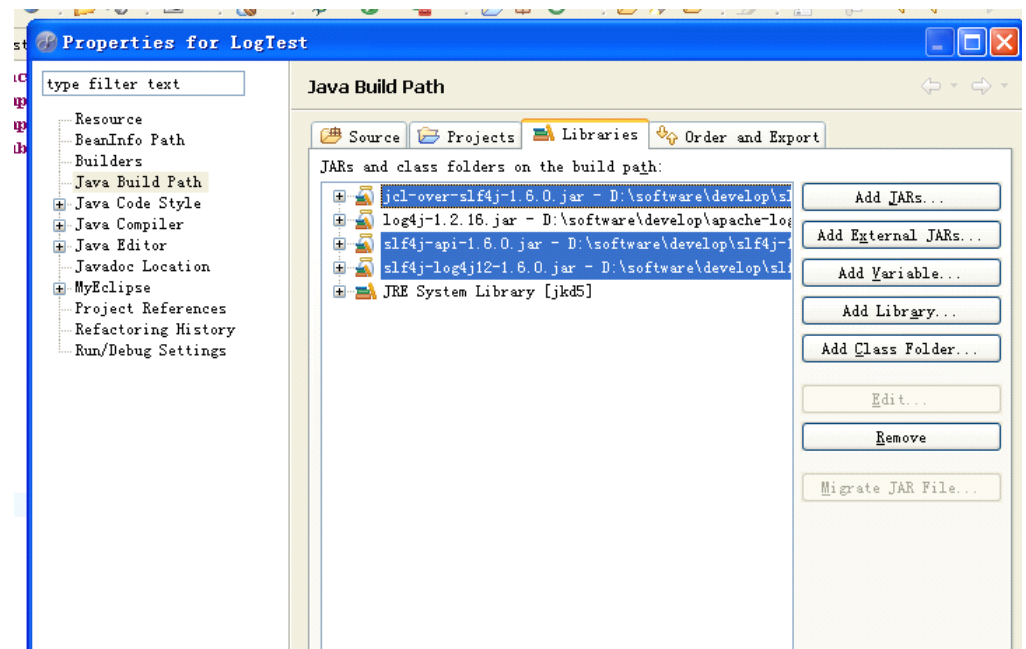 Properties for LogTest
type filter text
Resource
BeanInfo Path
Builders
Java Build Path
Java Code Style
Java Compiler
Java Editor
Javadoc Location
MyEclipse
Project References
Refactoring History
Run/Debug Settings
Java Build Path
Source Projects Libraries Order and Export
JARs and class folders on the build path:
jcl-over-slf4j-1.6.0.jar - D:\software\develop\sl
log4j-1.2.16.jar - D:\software\develop\apache-log
slf4j-api-1.6.0.jar - D:\software\develop\slf4j-1
slf4j-log4j12-1.6.0.jar - D:\software\develop\slf
JRE System Library [jkd5]
Add JARs...
Add External JARs...
Add Variable...
Add Library...
Add Class Folder...
Edit...
Remove
Migrate JAR File...